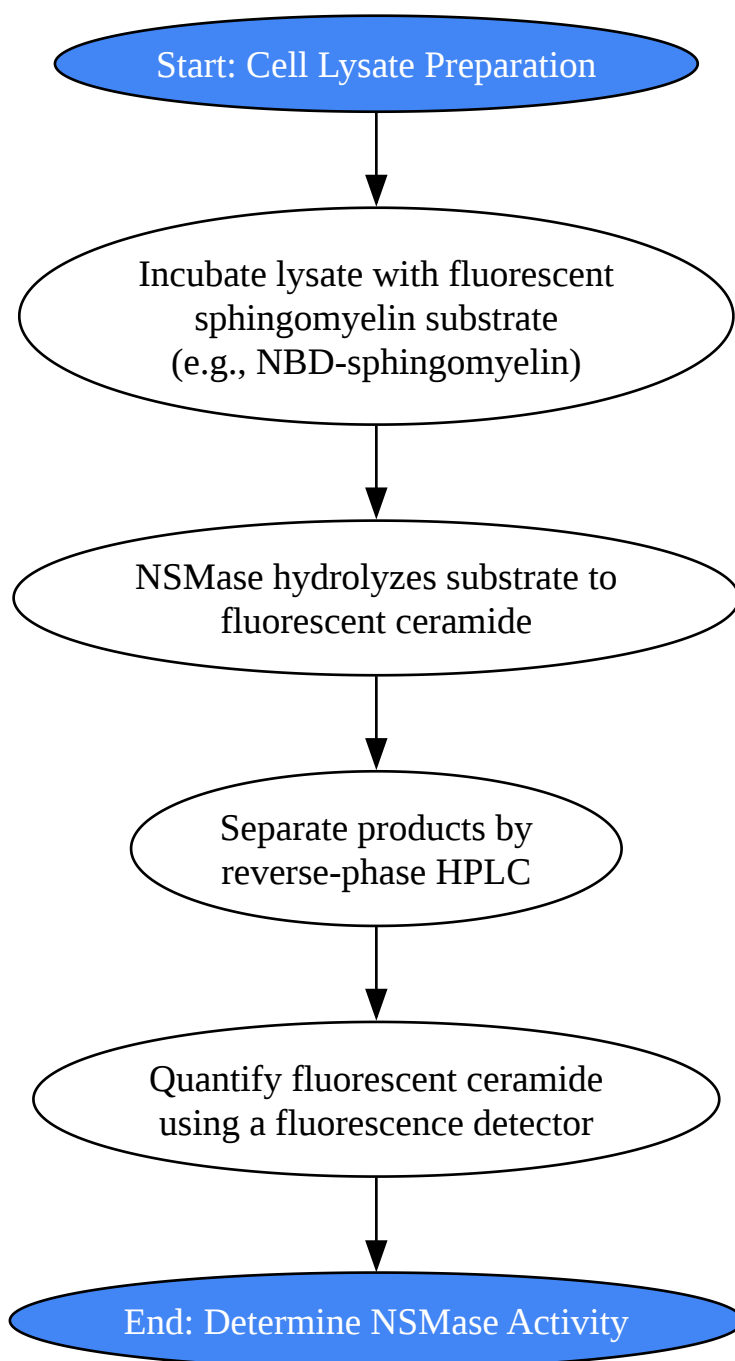 Start: Cell Lysate Preparation
Incubate lysate with fluorescent
sphingomyelin substrate
(e.g., NBD-sphingomyelin)
NSMase hydrolyzes substrate to
fluorescent ceramide
Separate products by
reverse-phase HPLC
Quantify fluorescent ceramide
using a fluorescence detector
End: Determine NSMase Activity